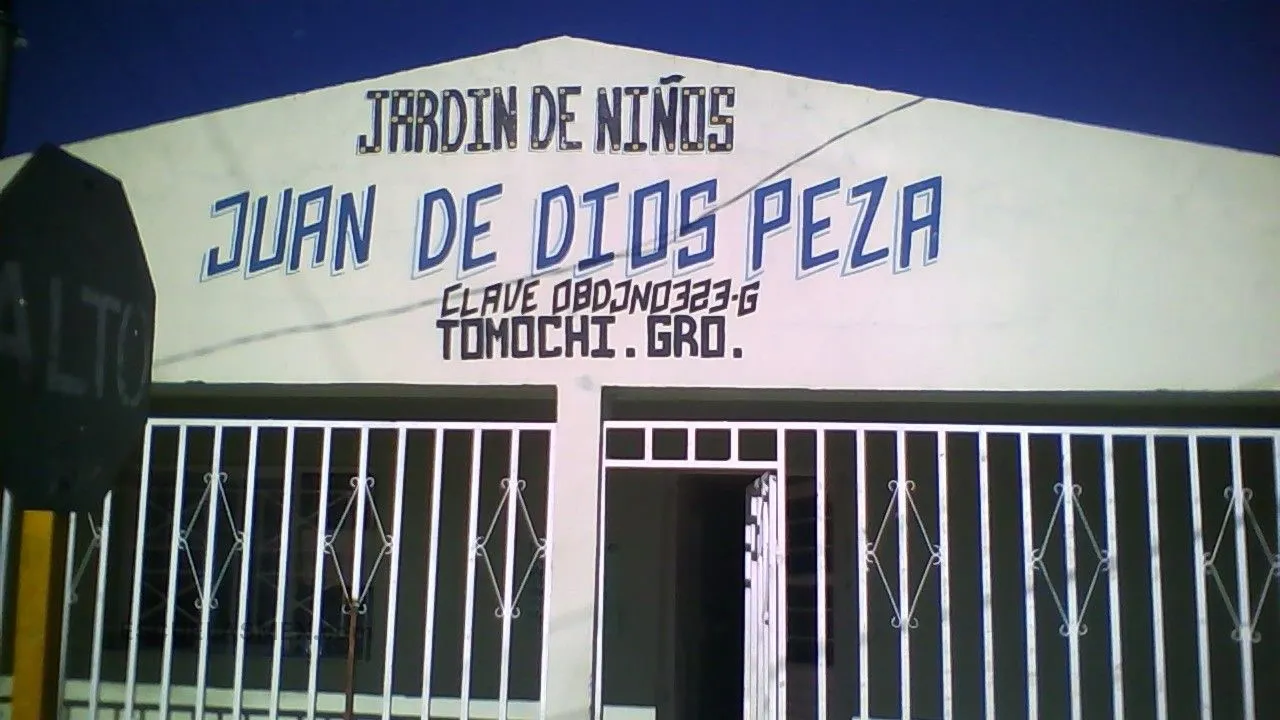 JARDIN DE NIÑOS
JUAN DE DIOS PEZA
CLAVE 08DJN0323-G
TOMOCHI. GRO.
ALTO